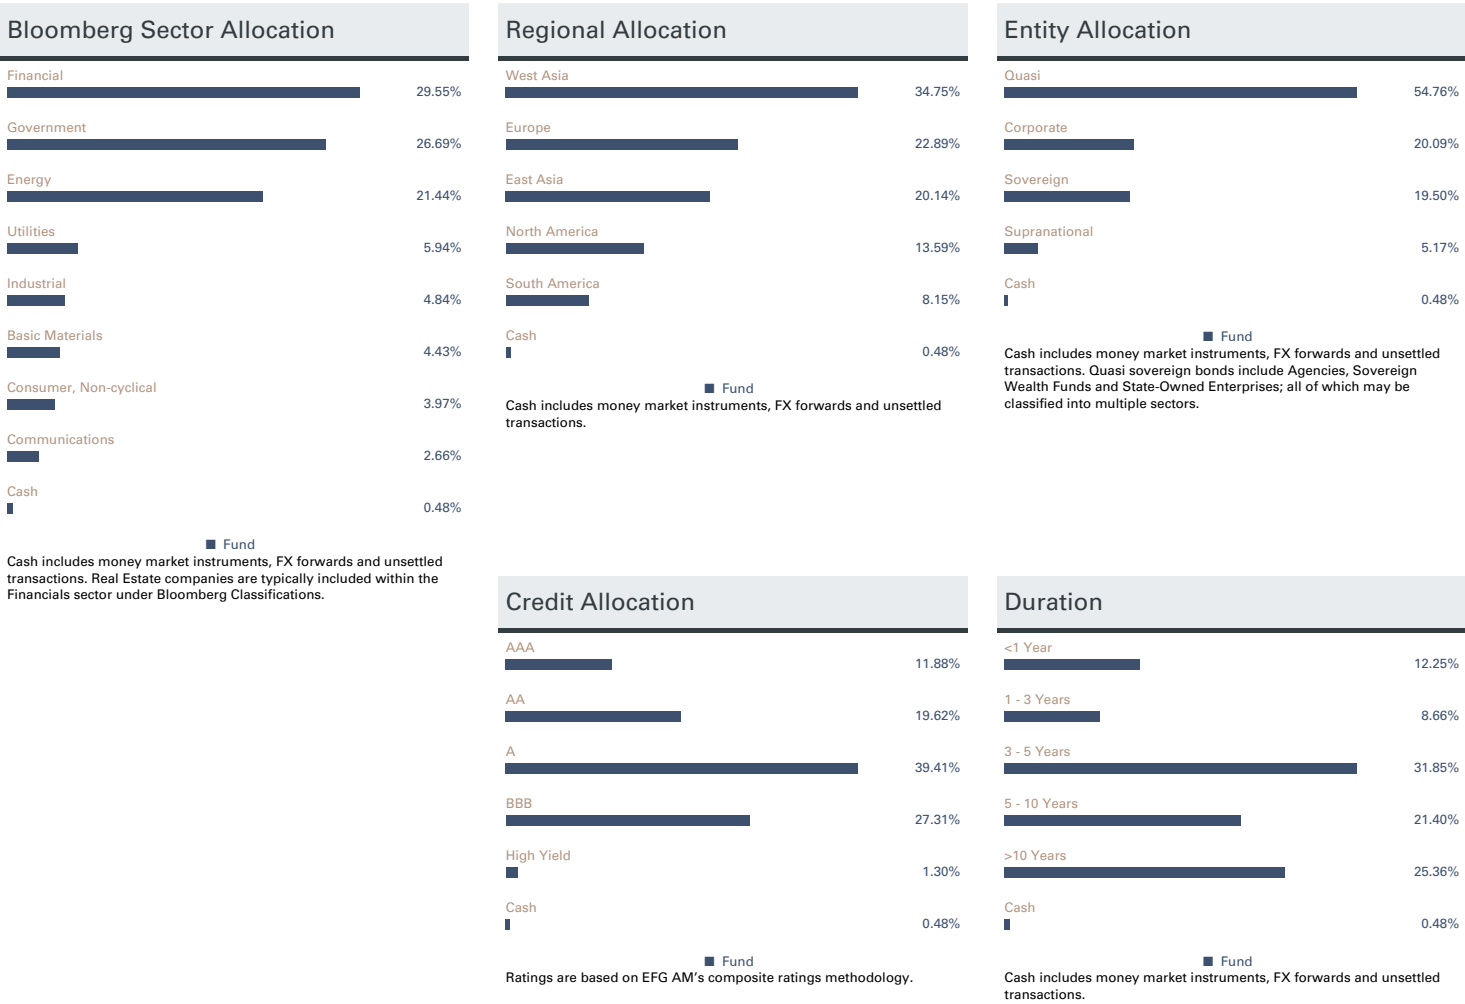 Bloomberg Sector Allocation
Financial
29.55%
Government
26.69%
Energy
21.44%
Utilities
5.94%
Industrial
4.84%
Basic Materials
4.43%
Consumer, Non-cyclical
3.97%
Communications
2.66%
Cash
0.48%
Fund
Cash includes money market instruments, FX forwards and unsettled
transactions. Real Estate companies are typically included within the
Financials sector under Bloomberg Classifications.
Regional Allocation
West Asia
34.75%
Europe
22.89%
East Asia
20.14%
North America
13.59%
South America
8.15%
Cash
0.48%
Fund
Cash includes money market instruments, FX forwards and unsettled
transactions.
Entity Allocation
Quasi
54.76%
Corporate
20.09%
Sovereign
19.50%
Supranational
5.17%
Cash
0.48%
Fund
Cash includes money market instruments, FX forwards and unsettled
transactions. Quasi sovereign bonds include Agencies, Sovereign
Wealth Funds and State-Owned Enterprises; all of which may be
classified into multiple sectors.
Credit Allocation
AAA
11.88%
AA
19.62%
A
39.41%
BBB
27.31%
High Yield
1.30%
Cash
0.48%
Fund
Ratings are based on EFG AM's composite ratings methodology.
Duration
<1 Year
12.25%
1 - 3 Years
8.66%
3 - 5 Years
31.85%
5 - 10 Years
21.40%
>10 Years
25.36%
Cash
0.48%
Fund
Cash includes money market instruments, FX forwards and unsettled
transactions.